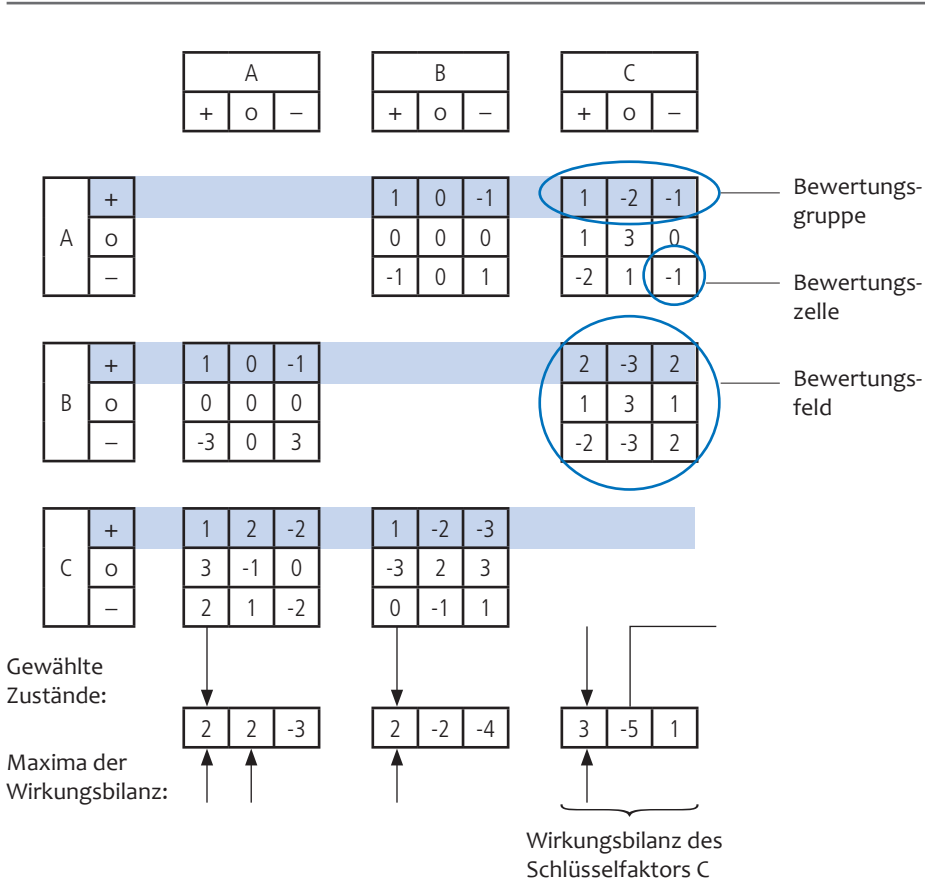 A B C
+ o – + o – + o –
+ 1 0 -1 1 -2 -1
A o 0 0 0 1 3 0
– -1 0 1 -2 1 -1
Bewertungs-
gruppe
Bewertungs-
zelle
+ 1 0 -1 2 -3 2
B o 0 0 0 1 3 1
– -3 0 3 -2 -3 2
Bewertungs-
feld
+ 1 2 -2 1 -2 -3
C o 3 -1 0 -3 2 3
– 2 1 -2 0 -1 1
Gewählte
Zustände:
2 2 -3 2 -2 -4 3 -5 1
Maxima der
Wirkungsbilanz:
Wirkungsbilanz des
Schlüsselfaktors C